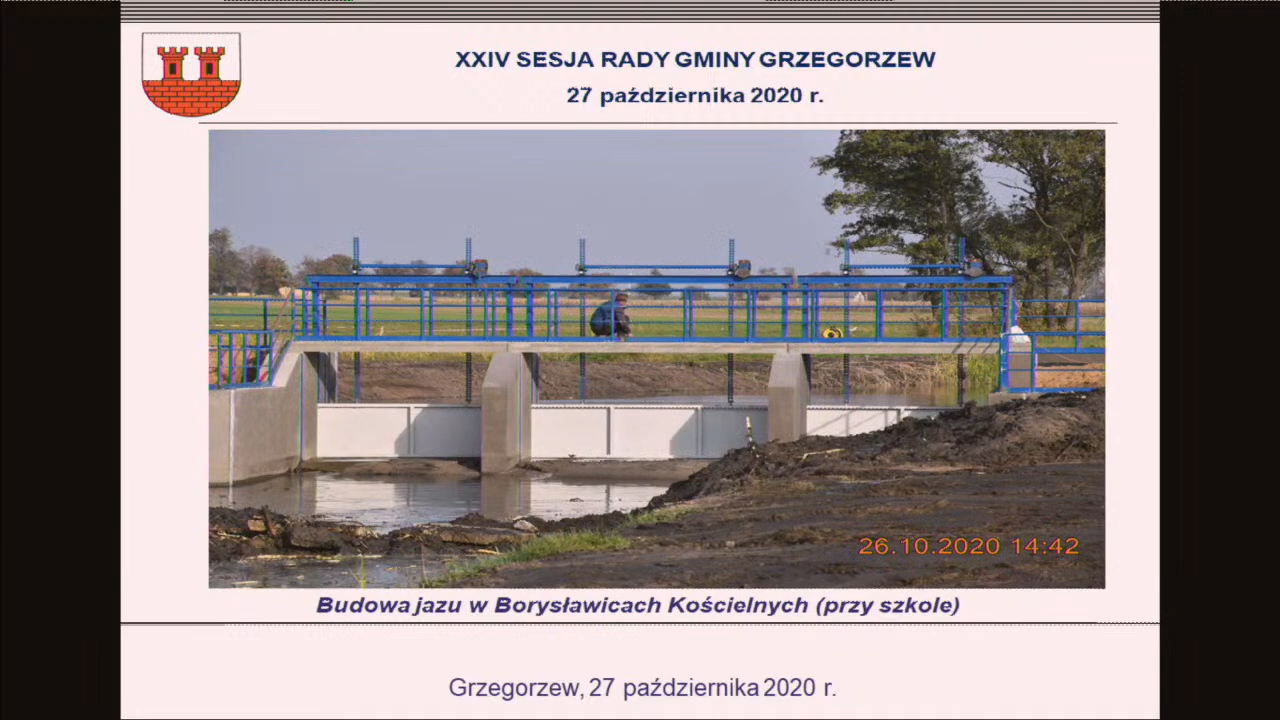 XXIV SESJA RADY GMINY GRZEGORZEW
27 października 2020 r.
26.10.2020 14:42
Budowa jazu w Borysławicach Kościelnych (przy szkole)
Grzegorzew, 27 października 2020 r.